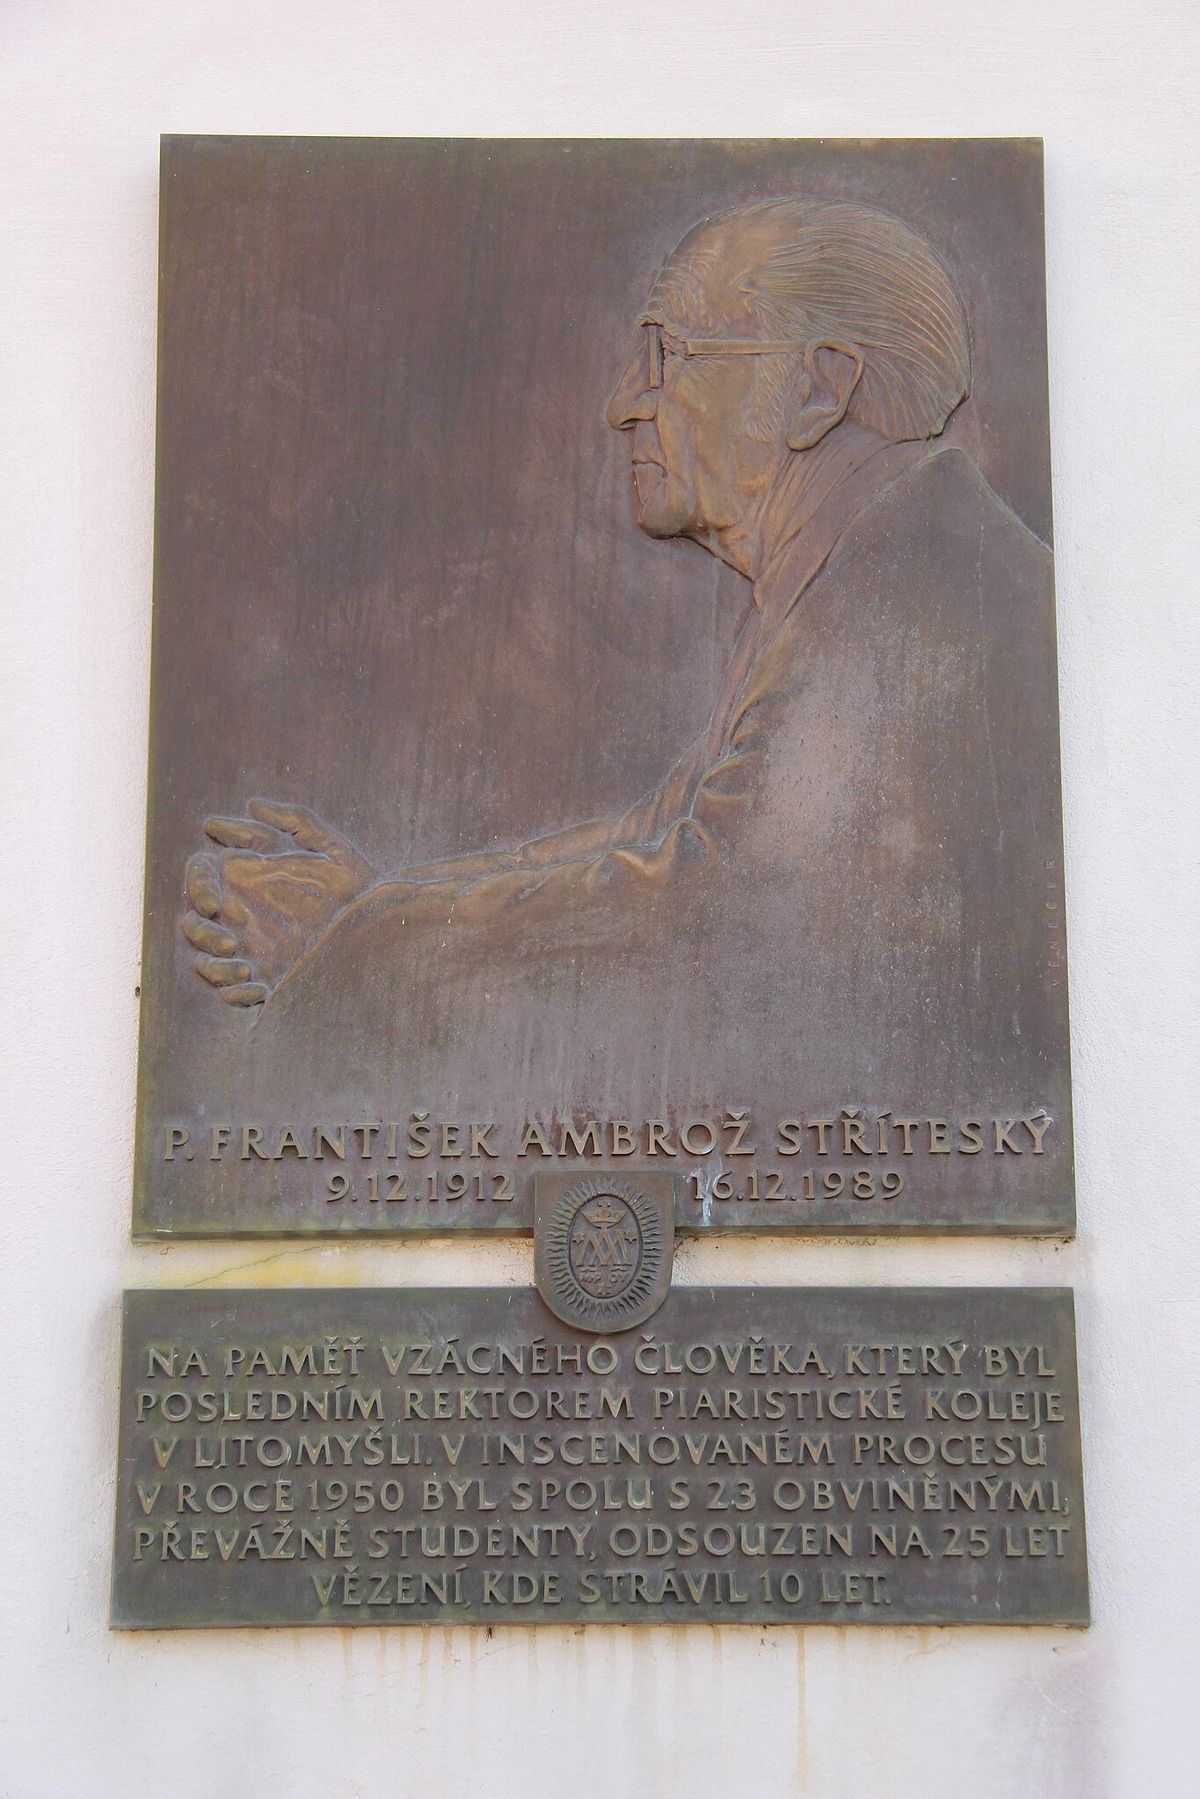 P. FRANTIŠEK AMBROŽ STŘÍTESKÝ
9.12.1912 16.12.1989
NA PAMĚŤ VZÁCNÉHO ČLOVĚKA, KTERÝ BYL
POSLEDNÍM REKTOREM PIARISTICKÉ KOLEJE
V LITOMYŠLI. V INSCENOVANÉM PROCESU
V ROCE 1950 BYL SPOLU S 23 OBVINĚNÝMI,
PŘEVÁŽNĚ STUDENTY, ODSOUZEN NA 25 LET
VĚZENÍ, KDE STRÁVIL 10 LET.